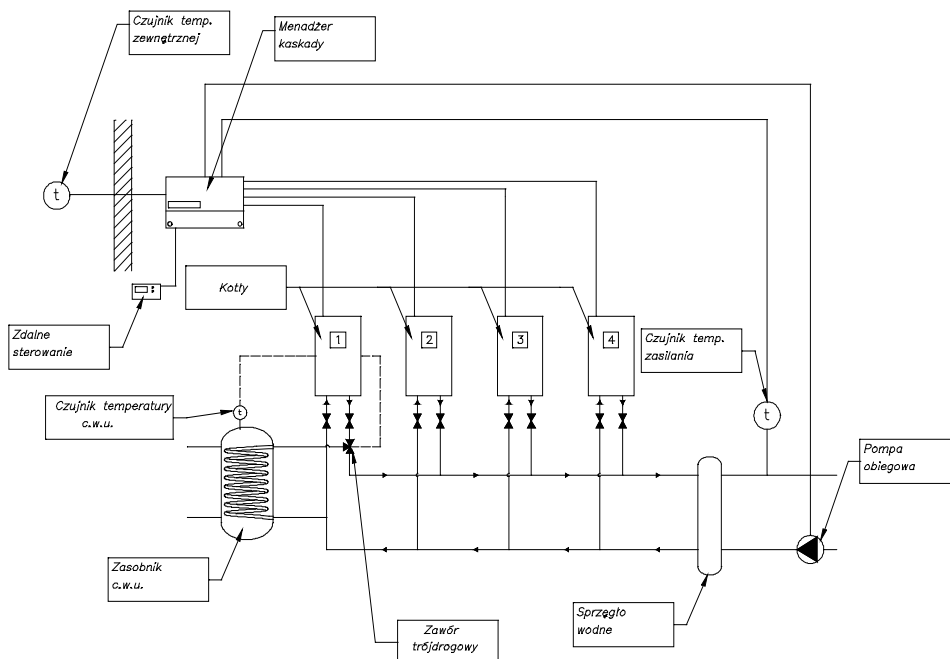 Czujnik temp.
zewnętrznej
Menadżer
kaskady
t
Kotły
Zdalne
sterowanie
1
2
3
4
Czujnik temp.
zasilania
Czujnik temperatury
c.w.u.
t
t
Pompa
obiegowa
Zasobnik
c.w.u.
Sprzęgło
wodne
Zawór
trójdrogowy